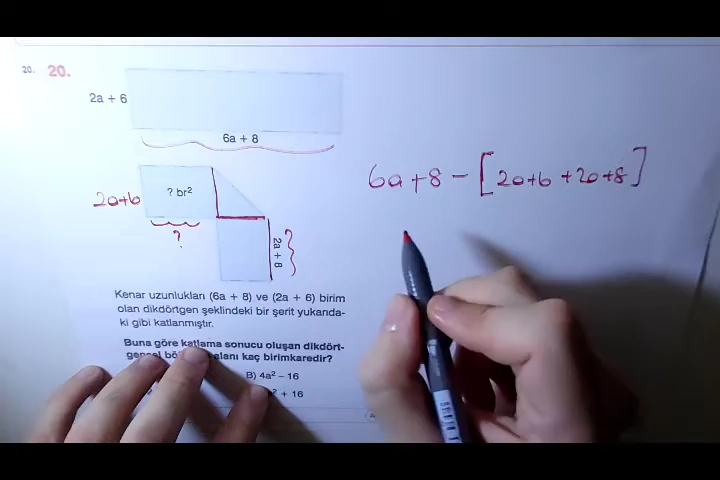 20. 20.
2a + 6
6a + 8
6a + 8 - [2a+6 + 2a+8]
2a+6
? br²
?
2a + 8
Kenar uzunlukları (6a + 8) ve (2a + 6) birim
olan dikdörtgen şeklindeki bir şerit yukarıda-
ki gibi katlanmıştır.
Buna göre katlama sonucu oluşan dikdört-
alanı kaç birimkaredir?
B) 4a² – 16
+ 16